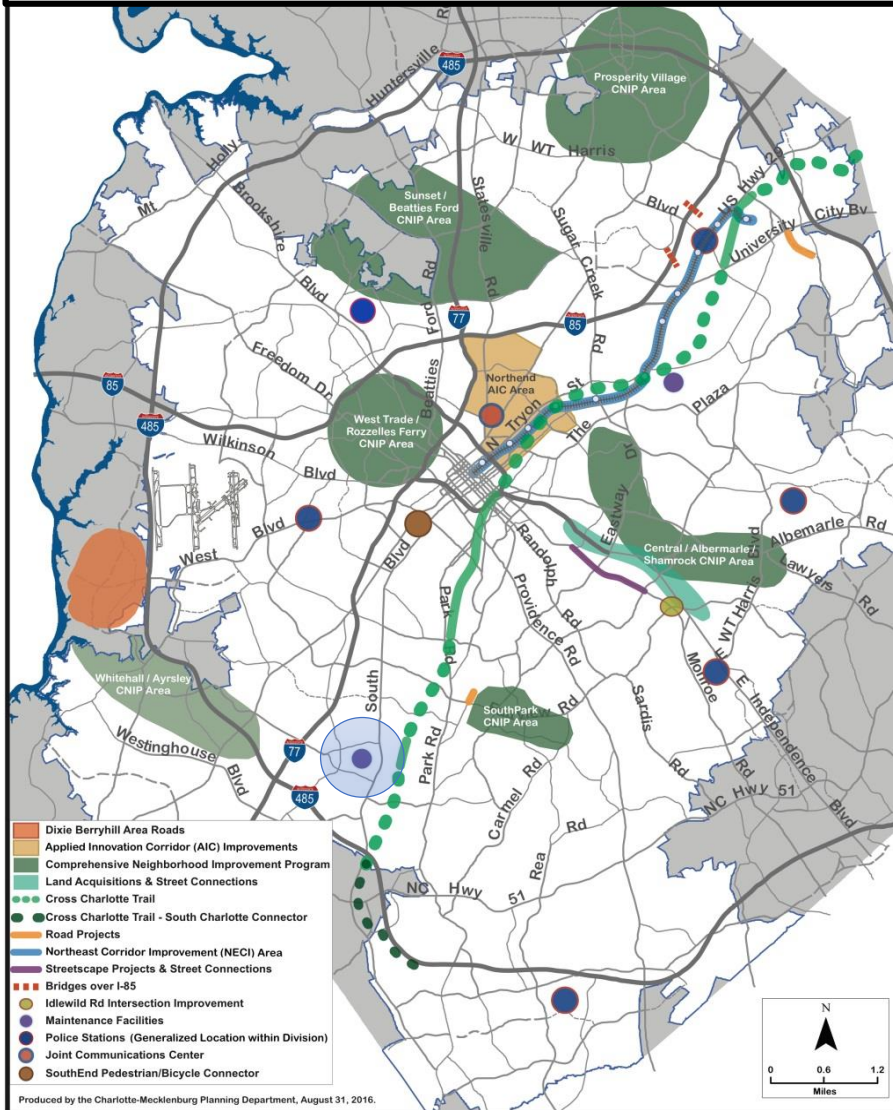 R
485
Huntersville
Prosperity Village
CNIP Area
Holly
Mt
W WT Harris
Blvd
US Hwy 29
University City Bv
Brookshire
Blvd
Sunset /
Beatties Ford
CNIP Area
Statesville
Rd
Sugar Creek
Rd
Beatties Ford
Rd
77
85
Freedom Dr
Northend
AIC Area
N Tryon St
The Plaza
85
485
West Trade /
Rozzelles Ferry
CNIP Area
Wilkinson
Blvd
Eastway Dr
West Blvd
Blvd
Central / Albermarle /
Shamrock CNIP Area
Albemarle Rd
Lawyers
Rd
WT Harris Blvd
Randolph
Rd
Providence Rd
Park Rd
South
Monroe
Rd
E Independence
Blvd
Sardis
Rd
Whitehall / Ayrsley
CNIP Area
SouthPark
CNIP Area
Rd
Westinghouse
Blvd
77
485
Park Rd
Carmel Rd
Rea Rd
NC Hwy 51
NC Hwy 51
Dixie Berryhill Area Roads
Applied Innovation Corridor (AIC) Improvements
Comprehensive Neighborhood Improvement Program
Land Acquisitions & Street Connections
Cross Charlotte Trail
Cross Charlotte Trail - South Charlotte Connector
Road Projects
Northeast Corridor Improvement (NECI) Area
Streetscape Projects & Street Connections
Bridges over I-85
Idlewild Rd Intersection Improvement
Maintenance Facilities
Police Stations (Generalized Location within Division)
Joint Communications Center
SouthEnd Pedestrian/Bicycle Connector
N
0 0.6 1.2
Miles
Produced by the Charlotte-Mecklenburg Planning Department, August 31, 2016.